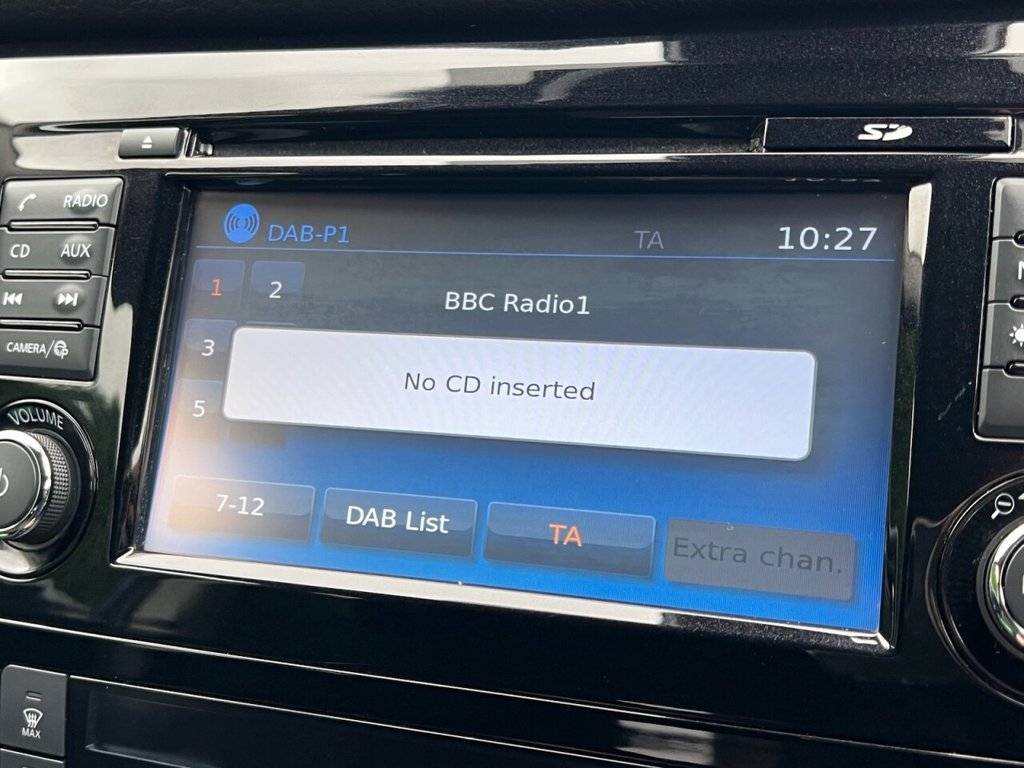 SD
RADIO
DAB-P1
TA
10:27
CD AUX
1
2
BBC Radio1
3
No CD inserted
CAMERA/
5
VOLUME
7-12
DAB List
TA
Extra chan.
MAX